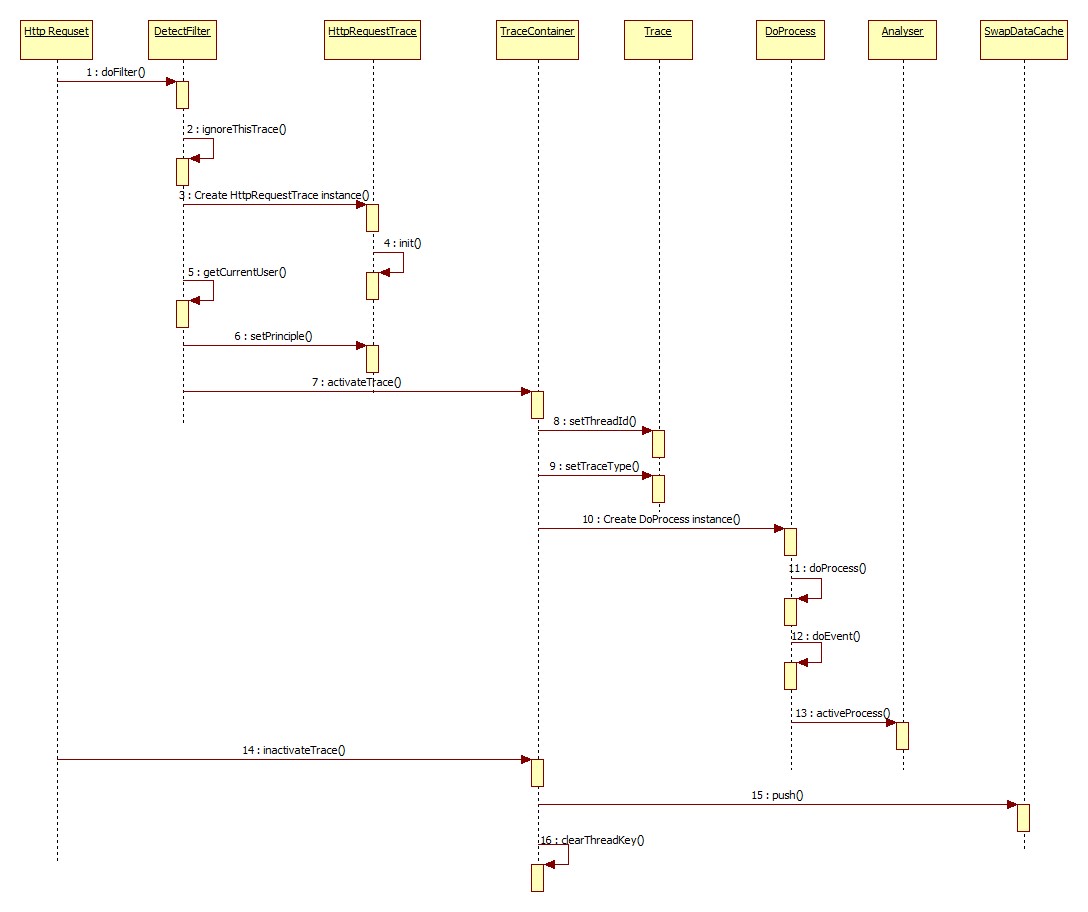 Http Requset
DetectFilter
HttpRequestTrace
TraceContainer
Trace
DoProcess
Analyser
SwapDataCache
1 : doFilter()
2 : ignoreThisTrace()
3 : Create HttpRequestTrace instance()
4 : init()
5 : getCurrentUser()
6 : setPrinciple()
7 : activateTrace()
8 : setThreadId()
9 : setTraceType()
10 : Create DoProcess instance()
11 : doProcess()
12 : doEvent()
13 : activeProcess()
14 : inactivateTrace()
15 : push()
16 : clearThreadKey()